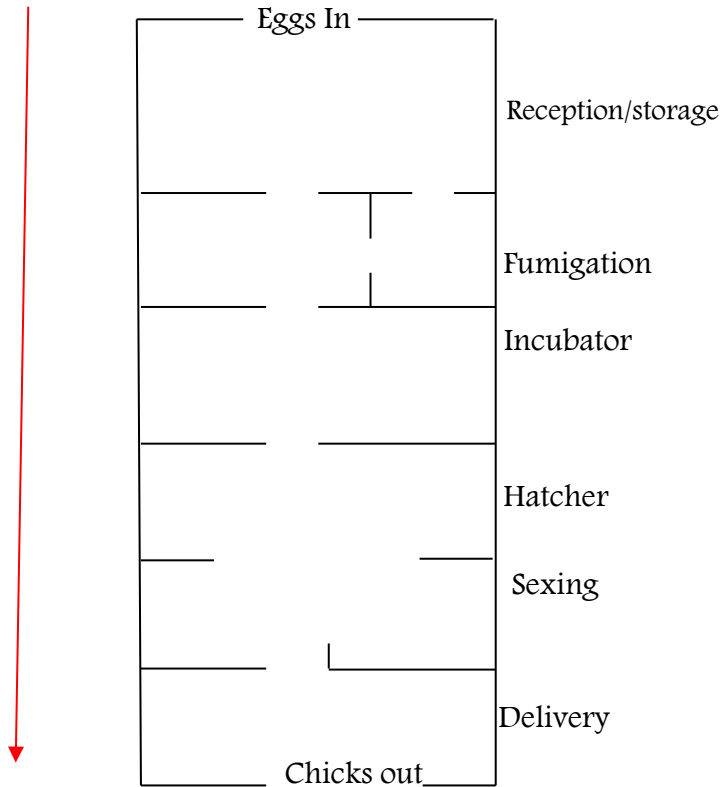 Eggs In
Reception/storage
Fumigation
Incubator
Hatcher
Sexing
Delivery
Chicks out